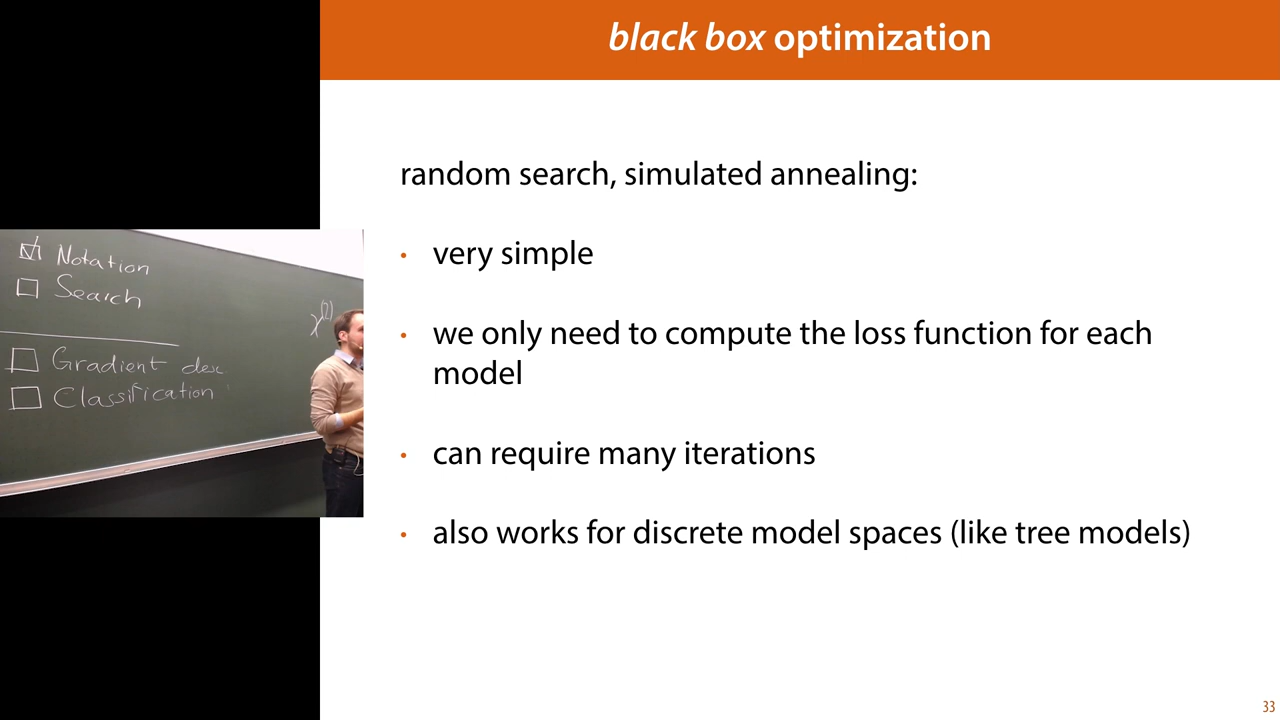 black box optimization
random search, simulated annealing:
• very simple
• we only need to compute the loss function for each
model
• can require many iterations
• also works for discrete model spaces (like tree models)
Notation
Search
Gradient desc
Classification
33